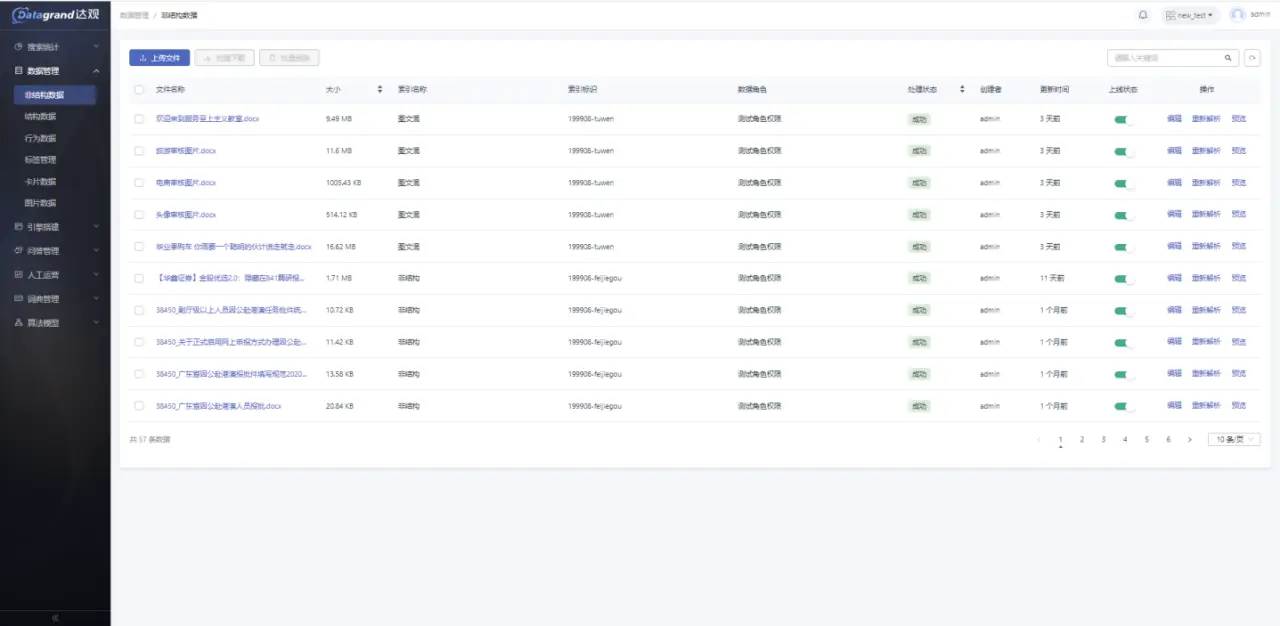 Datagrand达观
数据管理 / 非结构数据
new_test
admin
搜索统计
数据管理
非结构数据
结构数据
行为数据
标签管理
卡片数据
图片数据
引擎搭建
问答管理
人工运营
词典管理
算法模型
上传文件
批量下载
批量删除
请输入关键词
文件名称 大小 索引名称 索引标识 数据角色 处理状态 创建者 更新时间 上线状态 操作
欢迎来到服务至上主义教室.docx 9.49 MB 图文混 199908-tuwen 测试角色权限 成功 admin 3 天前 编辑 重新解析 预览
旅游审核图片.docx 11.6 MB 图文混 199908-tuwen 测试角色权限 成功 admin 3 天前 编辑 重新解析 预览
电商审核图片.docx 1005.43 KB 图文混 199908-tuwen 测试角色权限 成功 admin 3 天前 编辑 重新解析 预览
头像审核图片.docx 514.12 KB 图文混 199908-tuwen 测试角色权限 成功 admin 3 天前 编辑 重新解析 预览
毕业季购车 你需要一个聪明的伙计说走就走.docx 16.62 MB 图文混 199908-tuwen 测试角色权限 成功 admin 3 天前 编辑 重新解析 预览
【华鑫证券】金股优选2.0：隐藏在841篇研报... 1.71 MB 非结构 199908-feijiegou 测试角色权限 成功 admin 11 天前 编辑 重新解析 预览
38450_副厅级以上人员因公赴港澳任务批件统... 10.72 KB 非结构 199908-feijiegou 测试角色权限 成功 admin 1 个月前 编辑 重新解析 预览
38450_关于正式启用网上申报方式办理因公赴... 11.42 KB 非结构 199908-feijiegou 测试角色权限 成功 admin 1 个月前 编辑 重新解析 预览
38450_广东省因公赴港澳报批件填写规范2020... 13.58 KB 非结构 199908-feijiegou 测试角色权限 成功 admin 1 个月前 编辑 重新解析 预览
38450_广东省因公赴港澳人员报批.docx 20.84 KB 非结构 199908-feijiegou 测试角色权限 成功 admin 1 个月前 编辑 重新解析 预览
共 57 条数据
1 2 3 4 5 6
10 条/页